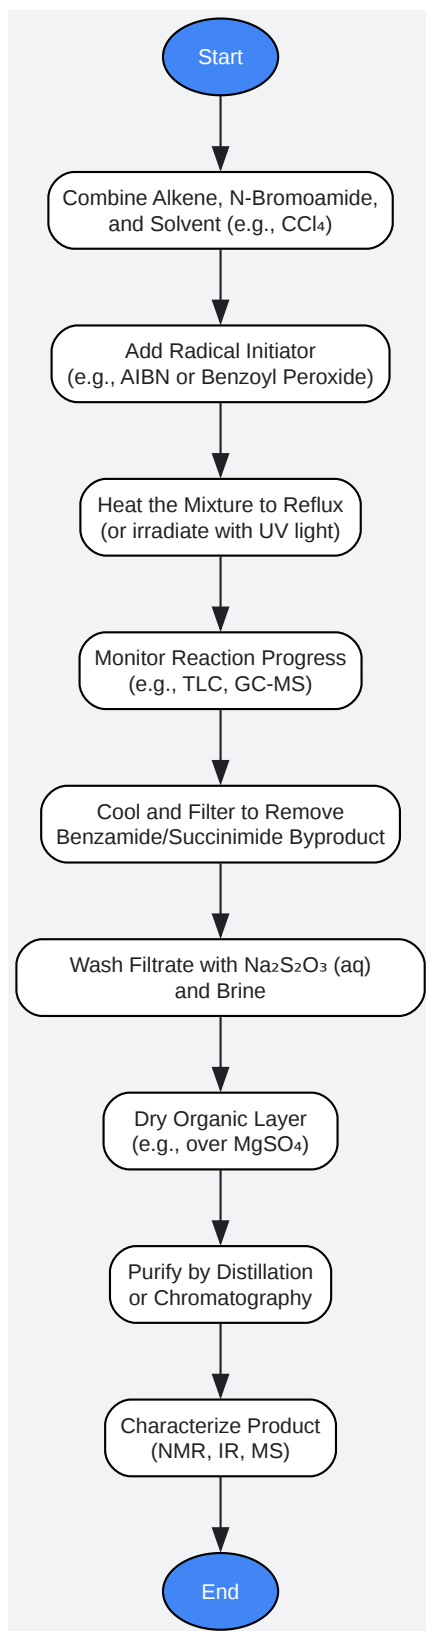 Start
Combine Alkene, N-Bromoamide,
and Solvent (e.g., CCl₄)
Add Radical Initiator
(e.g., AIBN or Benzoyl Peroxide)
Heat the Mixture to Reflux
(or irradiate with UV light)
Monitor Reaction Progress
(e.g., TLC, GC-MS)
Cool and Filter to Remove
Benzamide/Succinimide Byproduct
Wash Filtrate with Na₂S₂O₃ (aq)
and Brine
Dry Organic Layer
(e.g., over MgSO₄)
Purify by Distillation
or Chromatography
Characterize Product
(NMR, IR, MS)
End